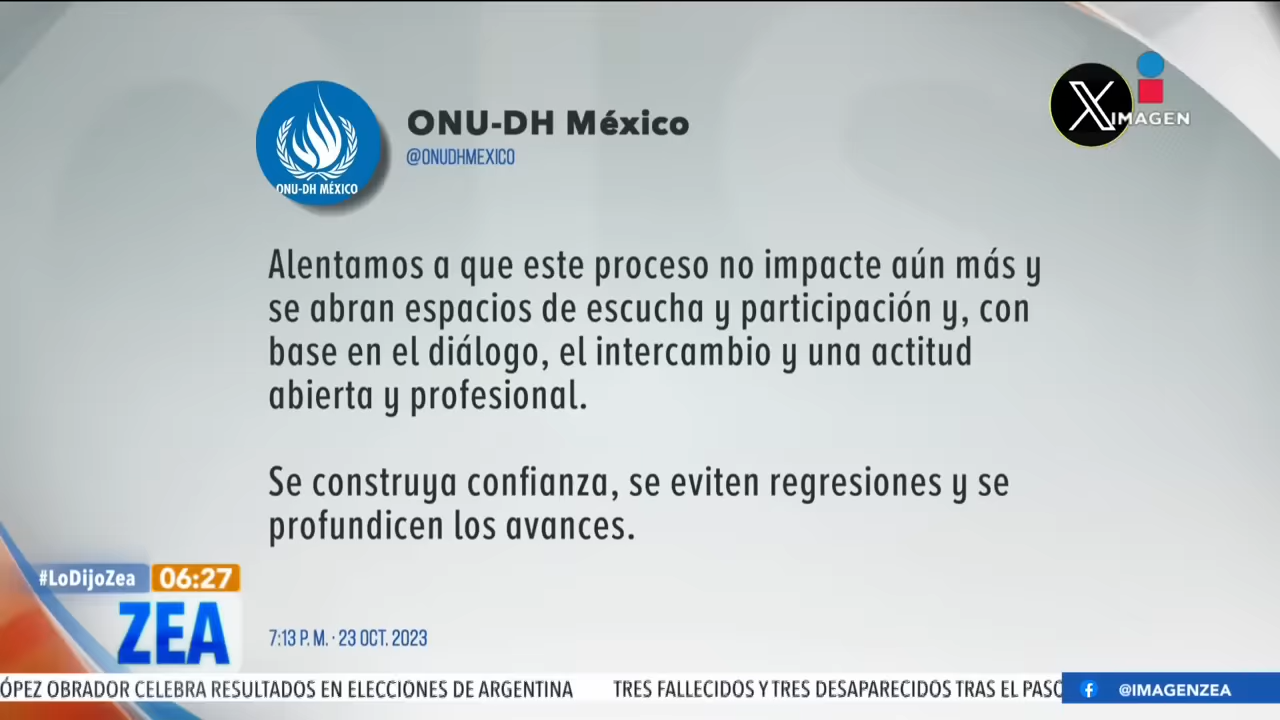 ONU-DH México
@ONUDHMEXICO
ONU-DH MÉXICO
X
IMAGEN
Alentamos a que este proceso no impacte aún más y
se abran espacios de escucha y participación y, con
base en el diálogo, el intercambio y una actitud
abierta y profesional.
Se construya confianza, se eviten regresiones y se
profundicen los avances.
#LoDijoZea 06:27
ZEA
7:13 P. M. · 23 OCT. 2023
ÓPEZ OBRADOR CELEBRA RESULTADOS EN ELECCIONES DE ARGENTINA TRES FALLECIDOS Y TRES DESAPARECIDOS TRAS EL PASO
@IMAGENZEA